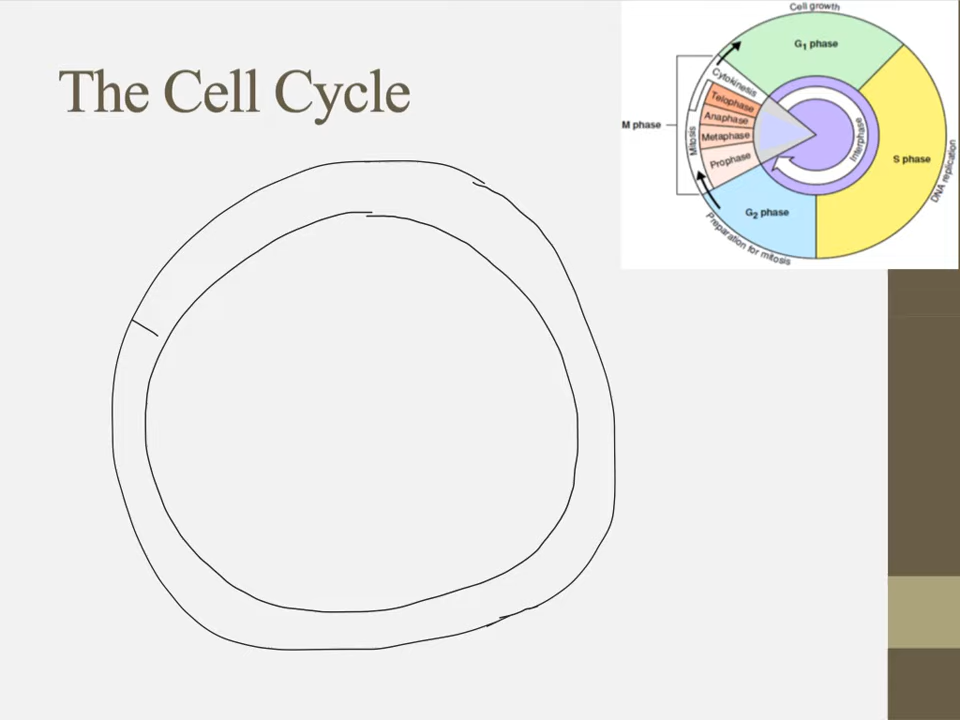 The Cell Cycle
Cell growth
G₁ phase
Cytokinesis
Telophase
Anaphase
Metaphase
Prophase
Mitosis
M phase
Interphase
S phase
DNA replication
G₂ phase
Preparation for mitosis